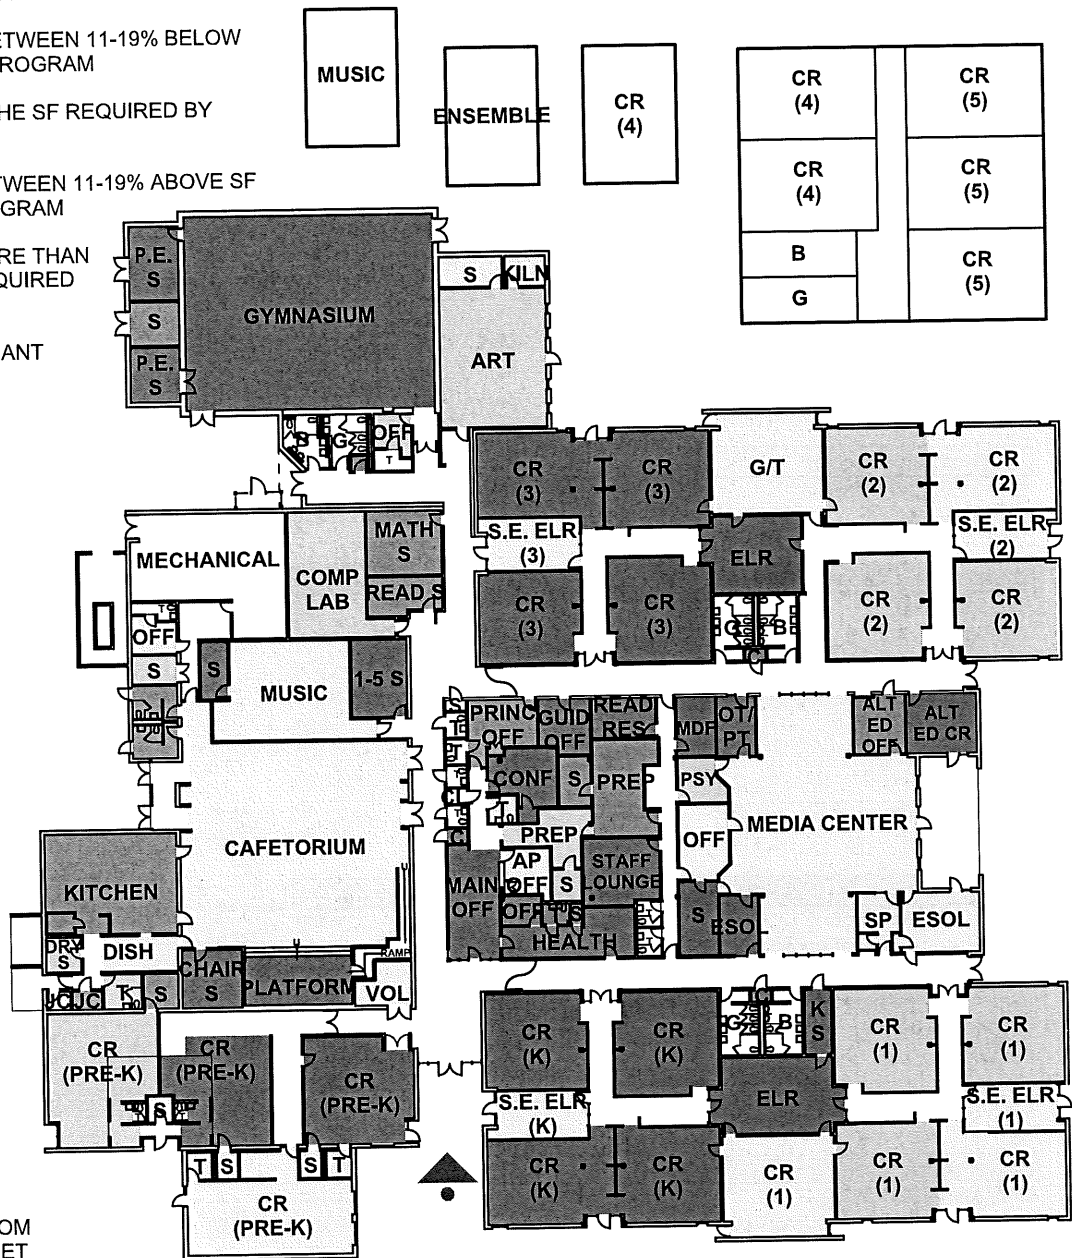 ETWEEN 11-19% BELOW
ROGRAM
HE SF REQUIRED BY
TWEEN 11-19% ABOVE SF
GRAM
RE THAN
QUIRED
ANT
MUSIC
ENSEMBLE
CR
(4)
CR
(4)
CR
(5)
CR
(4)
CR
(5)
B
G
CR
(5)
P.E.
S
S
P.E.
S
GYMNASIUM
S
KILN
ART
B
G
OFF
T
CR
(3)
CR
(3)
G/T
CR
(2)
CR
(2)
S.E. ELR
(3)
ELR
S.E. ELR
(2)
CR
(3)
CR
(3)
G
B
C
CR
(2)
CR
(2)
MECHANICAL
COMP
LAB
MATH
S
READ S
T
OFF
S
S
MUSIC
1-5 S
S
T
T
PRINC
OFF
GUID
OFF
READ
RES
MDF
OT/
PT
ALT
ED
OFF
ALT
ED CR
CONF
S
PREP
PSY
C
T
C
PREP
OFF
MEDIA CENTER
CAFETORIUM
AP
OFF
S
STAFF
LOUNGE
MAIN
OFF
OFF
T
T
S
HEALTH
S
ESO
SP
ESOL
KITCHEN
DRY
S
DISH
CHAIR
S
PLATFORM
RAMP
VOL
JC
JC
T
S
CR
(PRE-K)
CR
(PRE-K)
CR
(PRE-K)
S
T
S
S
T
CR
(PRE-K)
CR
(K)
CR
(K)
G
B
C
K
S
CR
(1)
CR
(1)
S.E. ELR
(K)
ELR
S.E. ELR
(1)
CR
(K)
CR
(K)
CR
(1)
CR
(1)
CR
(1)
OM
ET